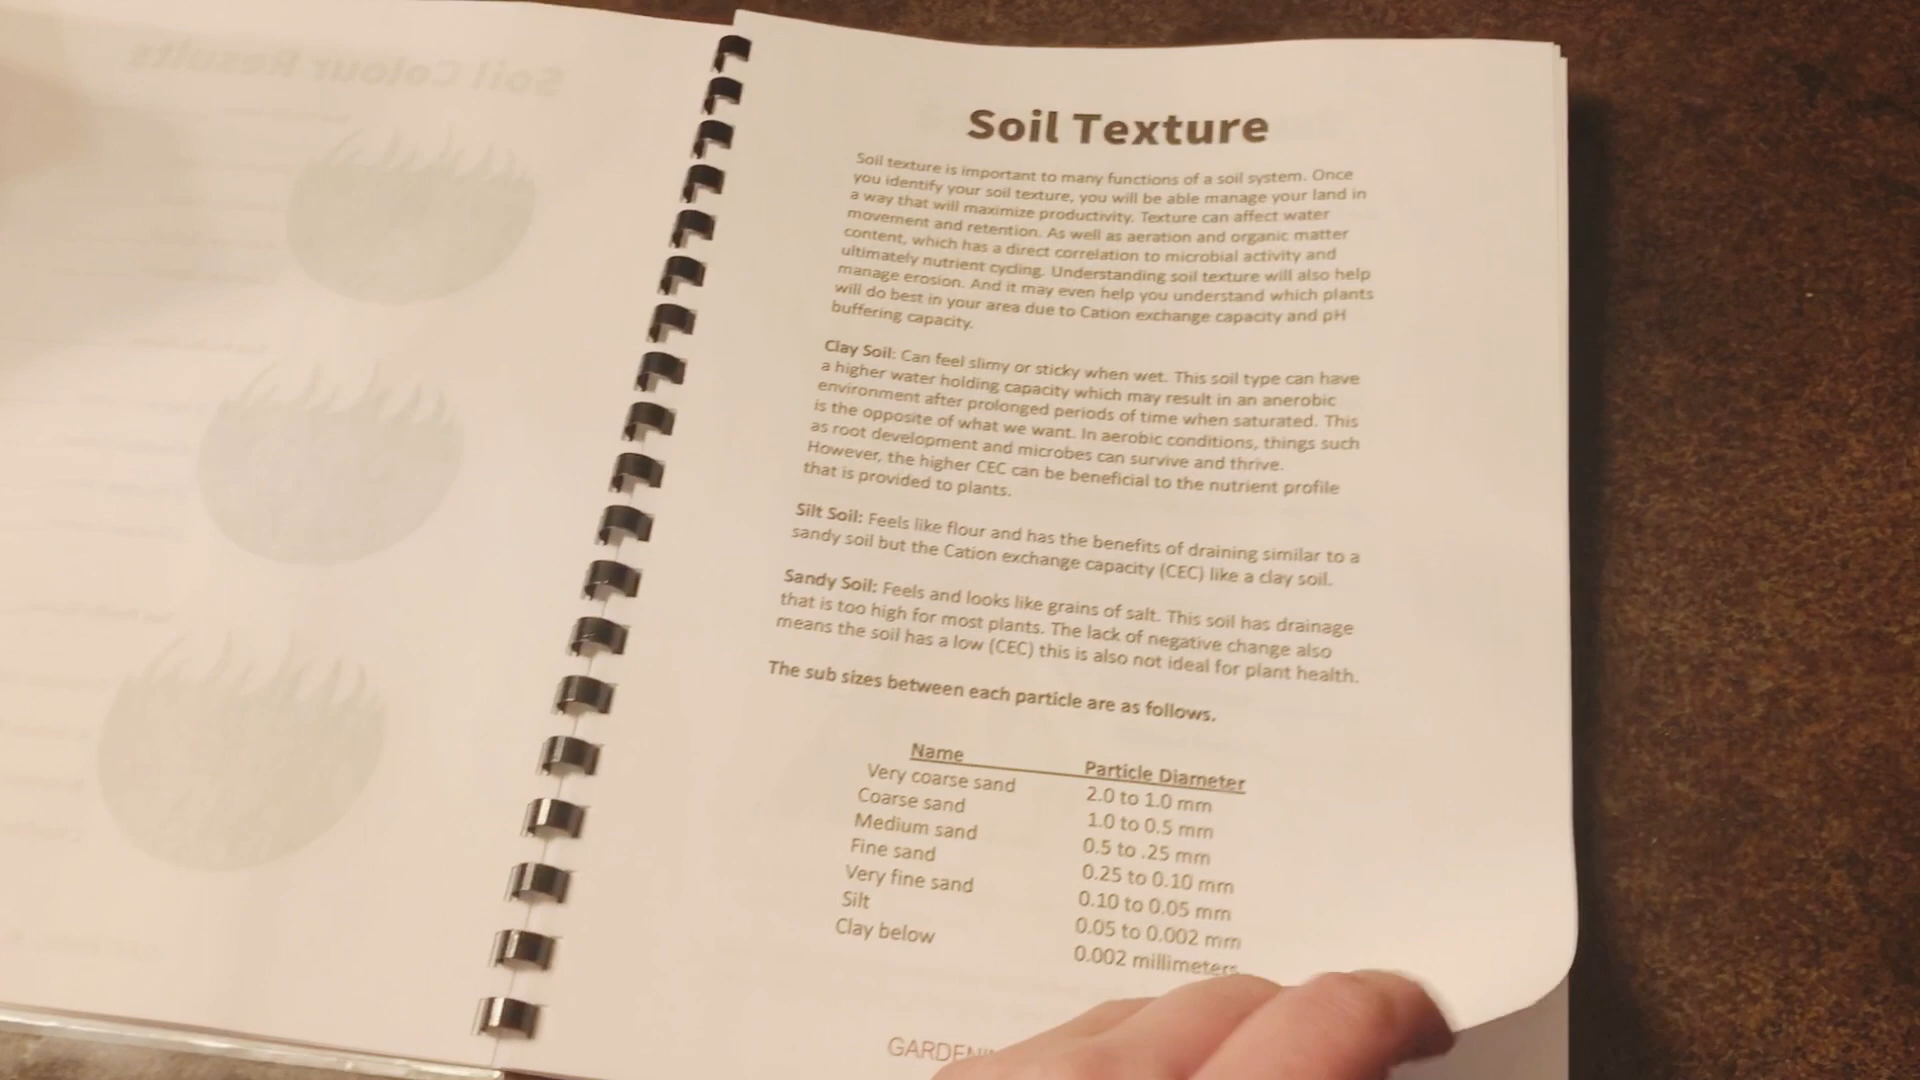 Soil Colour Results
Soil Texture
Soil texture is important to many functions of a soil system. Once
you identify your soil texture, you will be able manage your land in
a way that will maximize productivity. Texture can affect water
movement and retention. As well as aeration and organic matter
content, which has a direct correlation to microbial activity and
ultimately nutrient cycling. Understanding soil texture will also help
manage erosion. And it may even help you understand which plants
will do best in your area due to Cation exchange capacity and pH
buffering capacity.
Clay Soil: Can feel slimy or sticky when wet. This soil type can have
a higher water holding capacity which may result in an anerobic
environment after prolonged periods of time when saturated. This
is the opposite of what we want. In aerobic conditions, things such
as root development and microbes can survive and thrive.
However, the higher CEC can be beneficial to the nutrient profile
that is provided to plants.
Silt Soil: Feels like flour and has the benefits of draining similar to a
sandy soil but the Cation exchange capacity (CEC) like a clay soil.
Sandy Soil: Feels and looks like grains of salt. This soil has drainage
that is too high for most plants. The lack of negative change also
means the soil has a low (CEC) this is also not ideal for plant health.
The sub sizes between each particle are as follows.
Name Particle Diameter
Very coarse sand 2.0 to 1.0 mm
Coarse sand 1.0 to 0.5 mm
Medium sand 0.5 to .25 mm
Fine sand 0.25 to 0.10 mm
Very fine sand 0.10 to 0.05 mm
Silt 0.05 to 0.002 mm
Clay below 0.002 millimeters